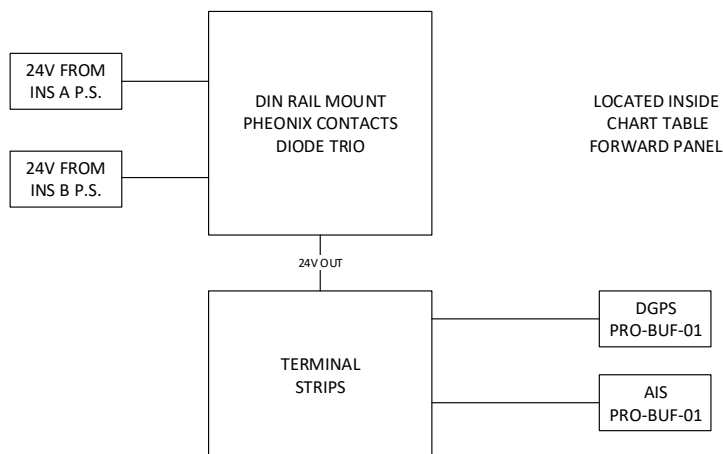 24V FROM
INS A P.S.
24V FROM
INS B P.S.
DIN RAIL MOUNT
PHEONIX CONTACTS
DIODE TRIO
LOCATED INSIDE
CHART TABLE
FORWARD PANEL
24V OUT
TERMINAL
STRIPS
DGPS
PRO-BUF-01
AIS
PRO-BUF-01